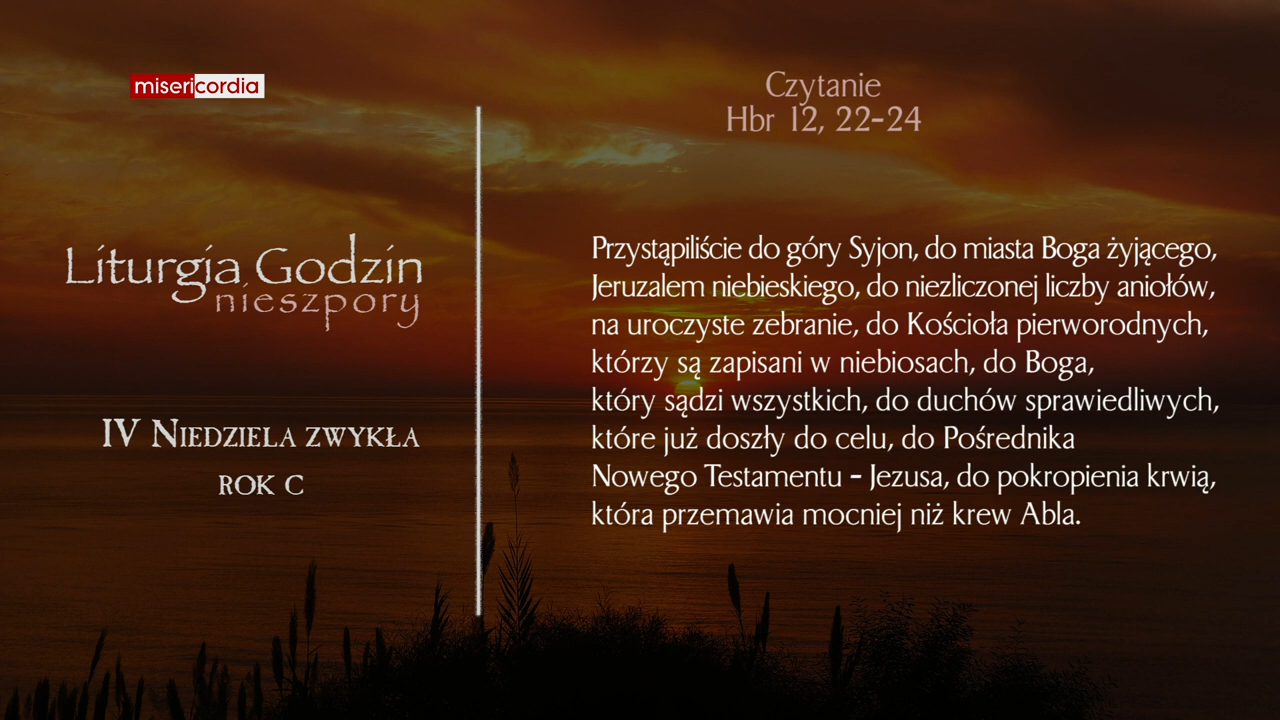 misericordia
Liturgia Godzin
nieszpory
IV Niedziela zwykła
rok C
Czytanie
Hbr 12, 22-24
Przystąpiliście do góry Syjon, do miasta Boga żyjącego,
Jeruzalem niebieskiego, do niezliczonej liczby aniołów,
na uroczyste zebranie, do Kościoła pierworodnych,
którzy są zapisani w niebiosach, do Boga,
który sądzi wszystkich, do duchów sprawiedliwych,
które już doszły do celu, do Pośrednika
Nowego Testamentu - Jezusa, do pokropienia krwią,
która przemawia mocniej niż krew Abla.